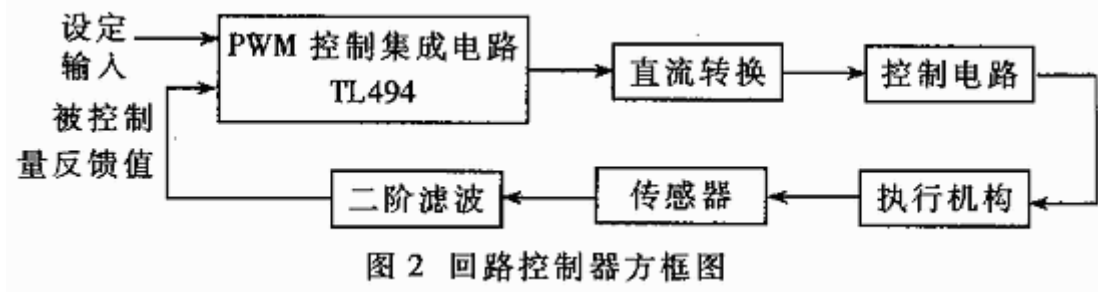 设定
输入
PWM 控制集成电路
TL494
直流转换
控制电路
被控制
量反馈值
二阶滤波
传感器
执行机构
图 2 回路控制器方框图